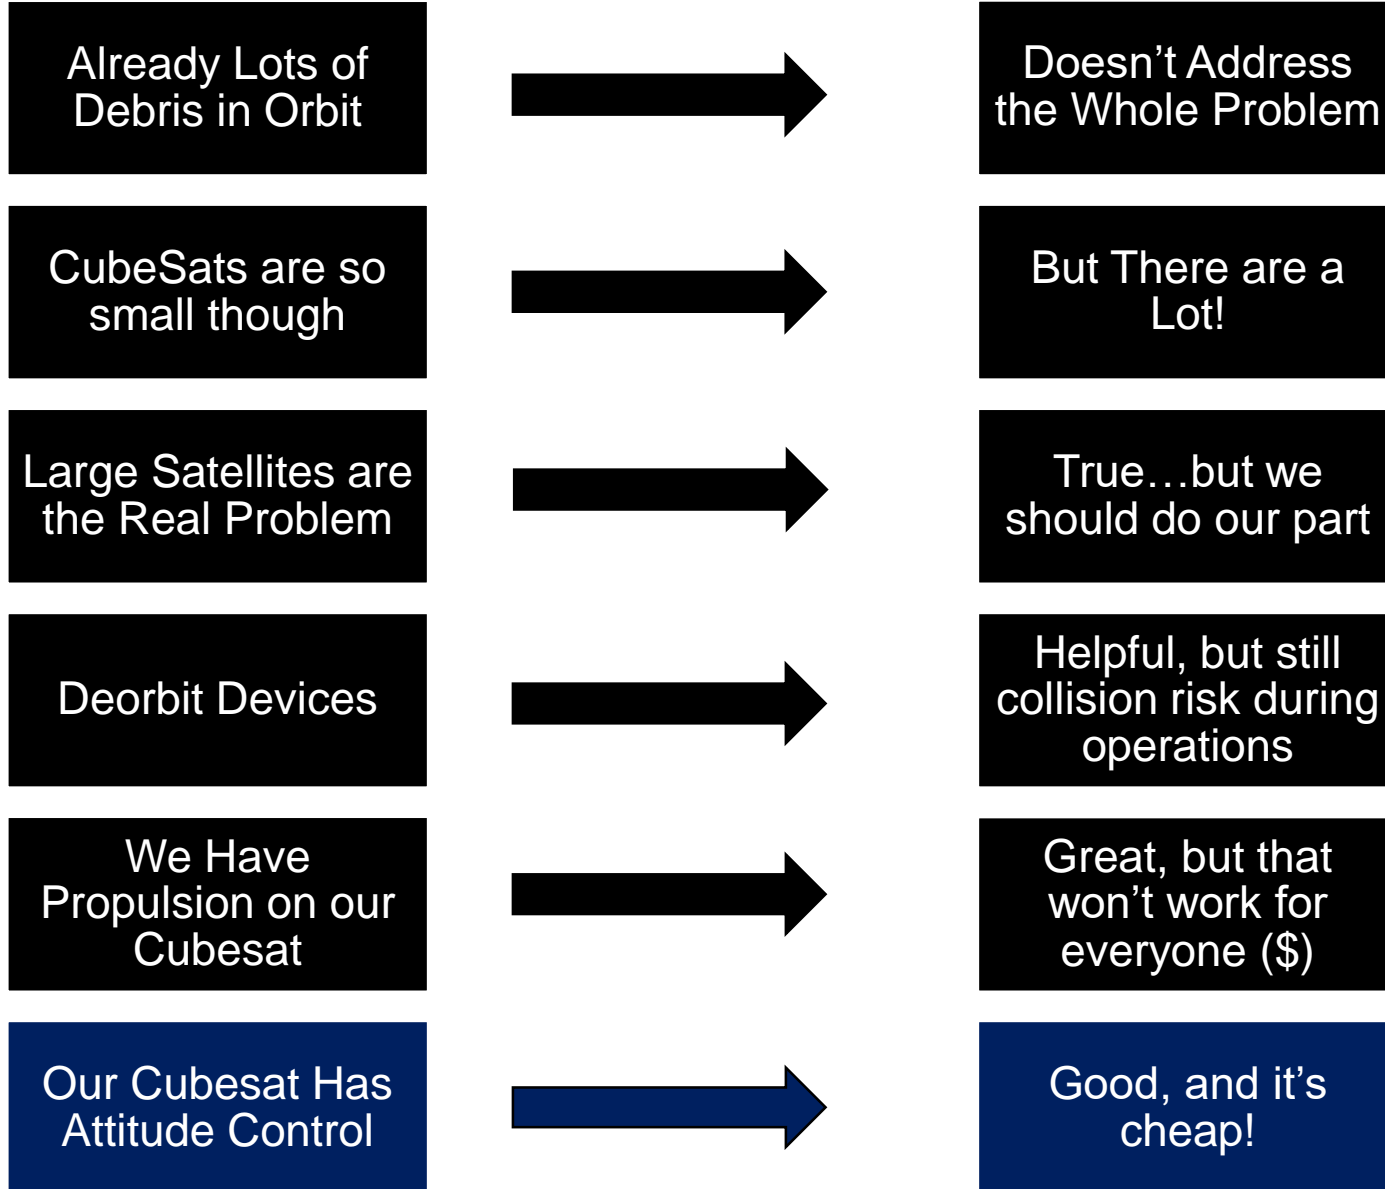 Already Lots of
Debris in Orbit
Doesn’t Address
the Whole Problem
CubeSats are so
small though
But There are a
Lot!
Large Satellites are
the Real Problem
True…but we
should do our part
Deorbit Devices
Helpful, but still
collision risk during
operations
We Have
Propulsion on our
Cubesat
Great, but that
won’t work for
everyone ($)
Our Cubesat Has
Attitude Control
Good, and it’s
cheap!